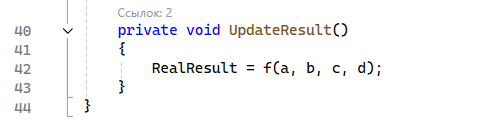 Ссылок: 2
40 private void UpdateResult()
41 {
42 RealResult = f(a, b, c, d);
43 }
44 }